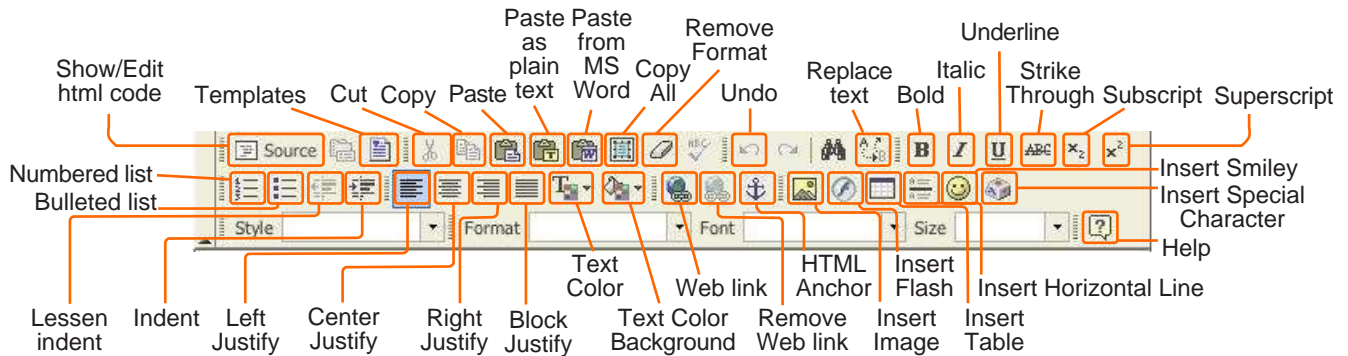 Show/Edit
html code
Templates
Cut
Copy
Paste
Paste
as
plain
text
Paste
from
MS
Word
Copy
All
Remove
Format
Undo
Replace
text
Bold
Italic
Underline
Strike
Through
Subscript
Superscript
Source
ABC
A
B
B I U ABC x₂ x²
Numbered list
Bulleted list
T
W
T
Insert Smiley
Insert Special
Character
Style
Format
Font
Size
?
Help
Lessen
indent
Indent
Left
Justify
Center
Justify
Right
Justify
Block
Justify
Text
Color
Text Color
Background
Web link
Remove
Web link
HTML
Anchor
Insert
Image
Insert
Flash
Insert
Table
Insert Horizontal Line